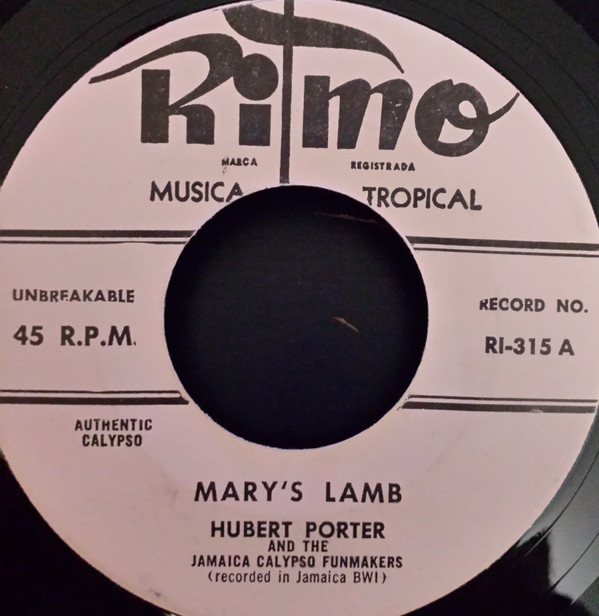 Ritmo
MARCA REGISTRADA
MUSICA TROPICAL
UNBREAKABLE
45 R.P.M.
RECORD NO.
RI-315 A
AUTHENTIC
CALYPSO
MARY'S LAMB
HUBERT PORTER
AND THE
JAMAICA CALYPSO FUNMAKERS
(recorded in Jamaica BWI)